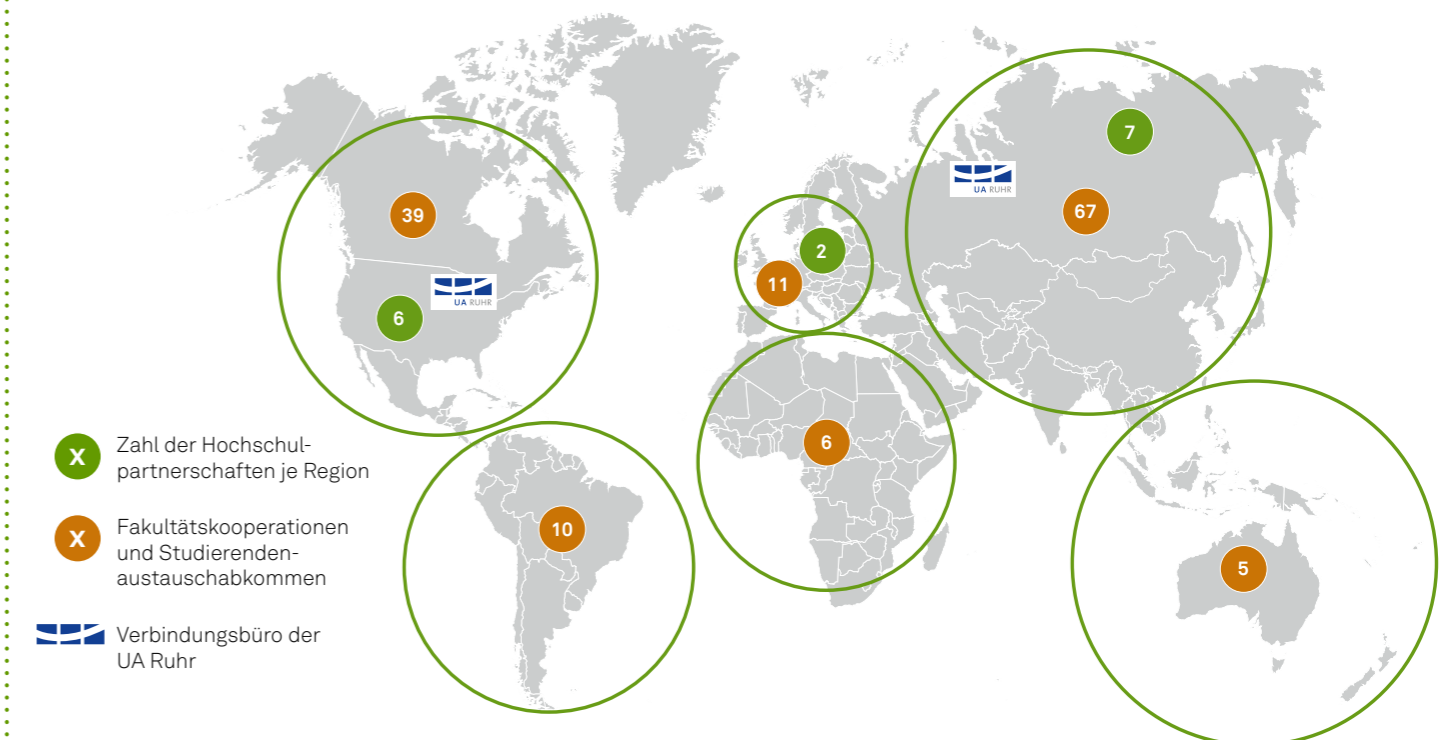 7
UA RUHR
67
39
2
11
UA RUHR
6
6
10
5
X
Zahl der Hochschul-
partnerschaften je Region
X
Fakultätskooperationen
und Studierenden-
austauschabkommen
Verbindungsbüro der
UA Ruhr